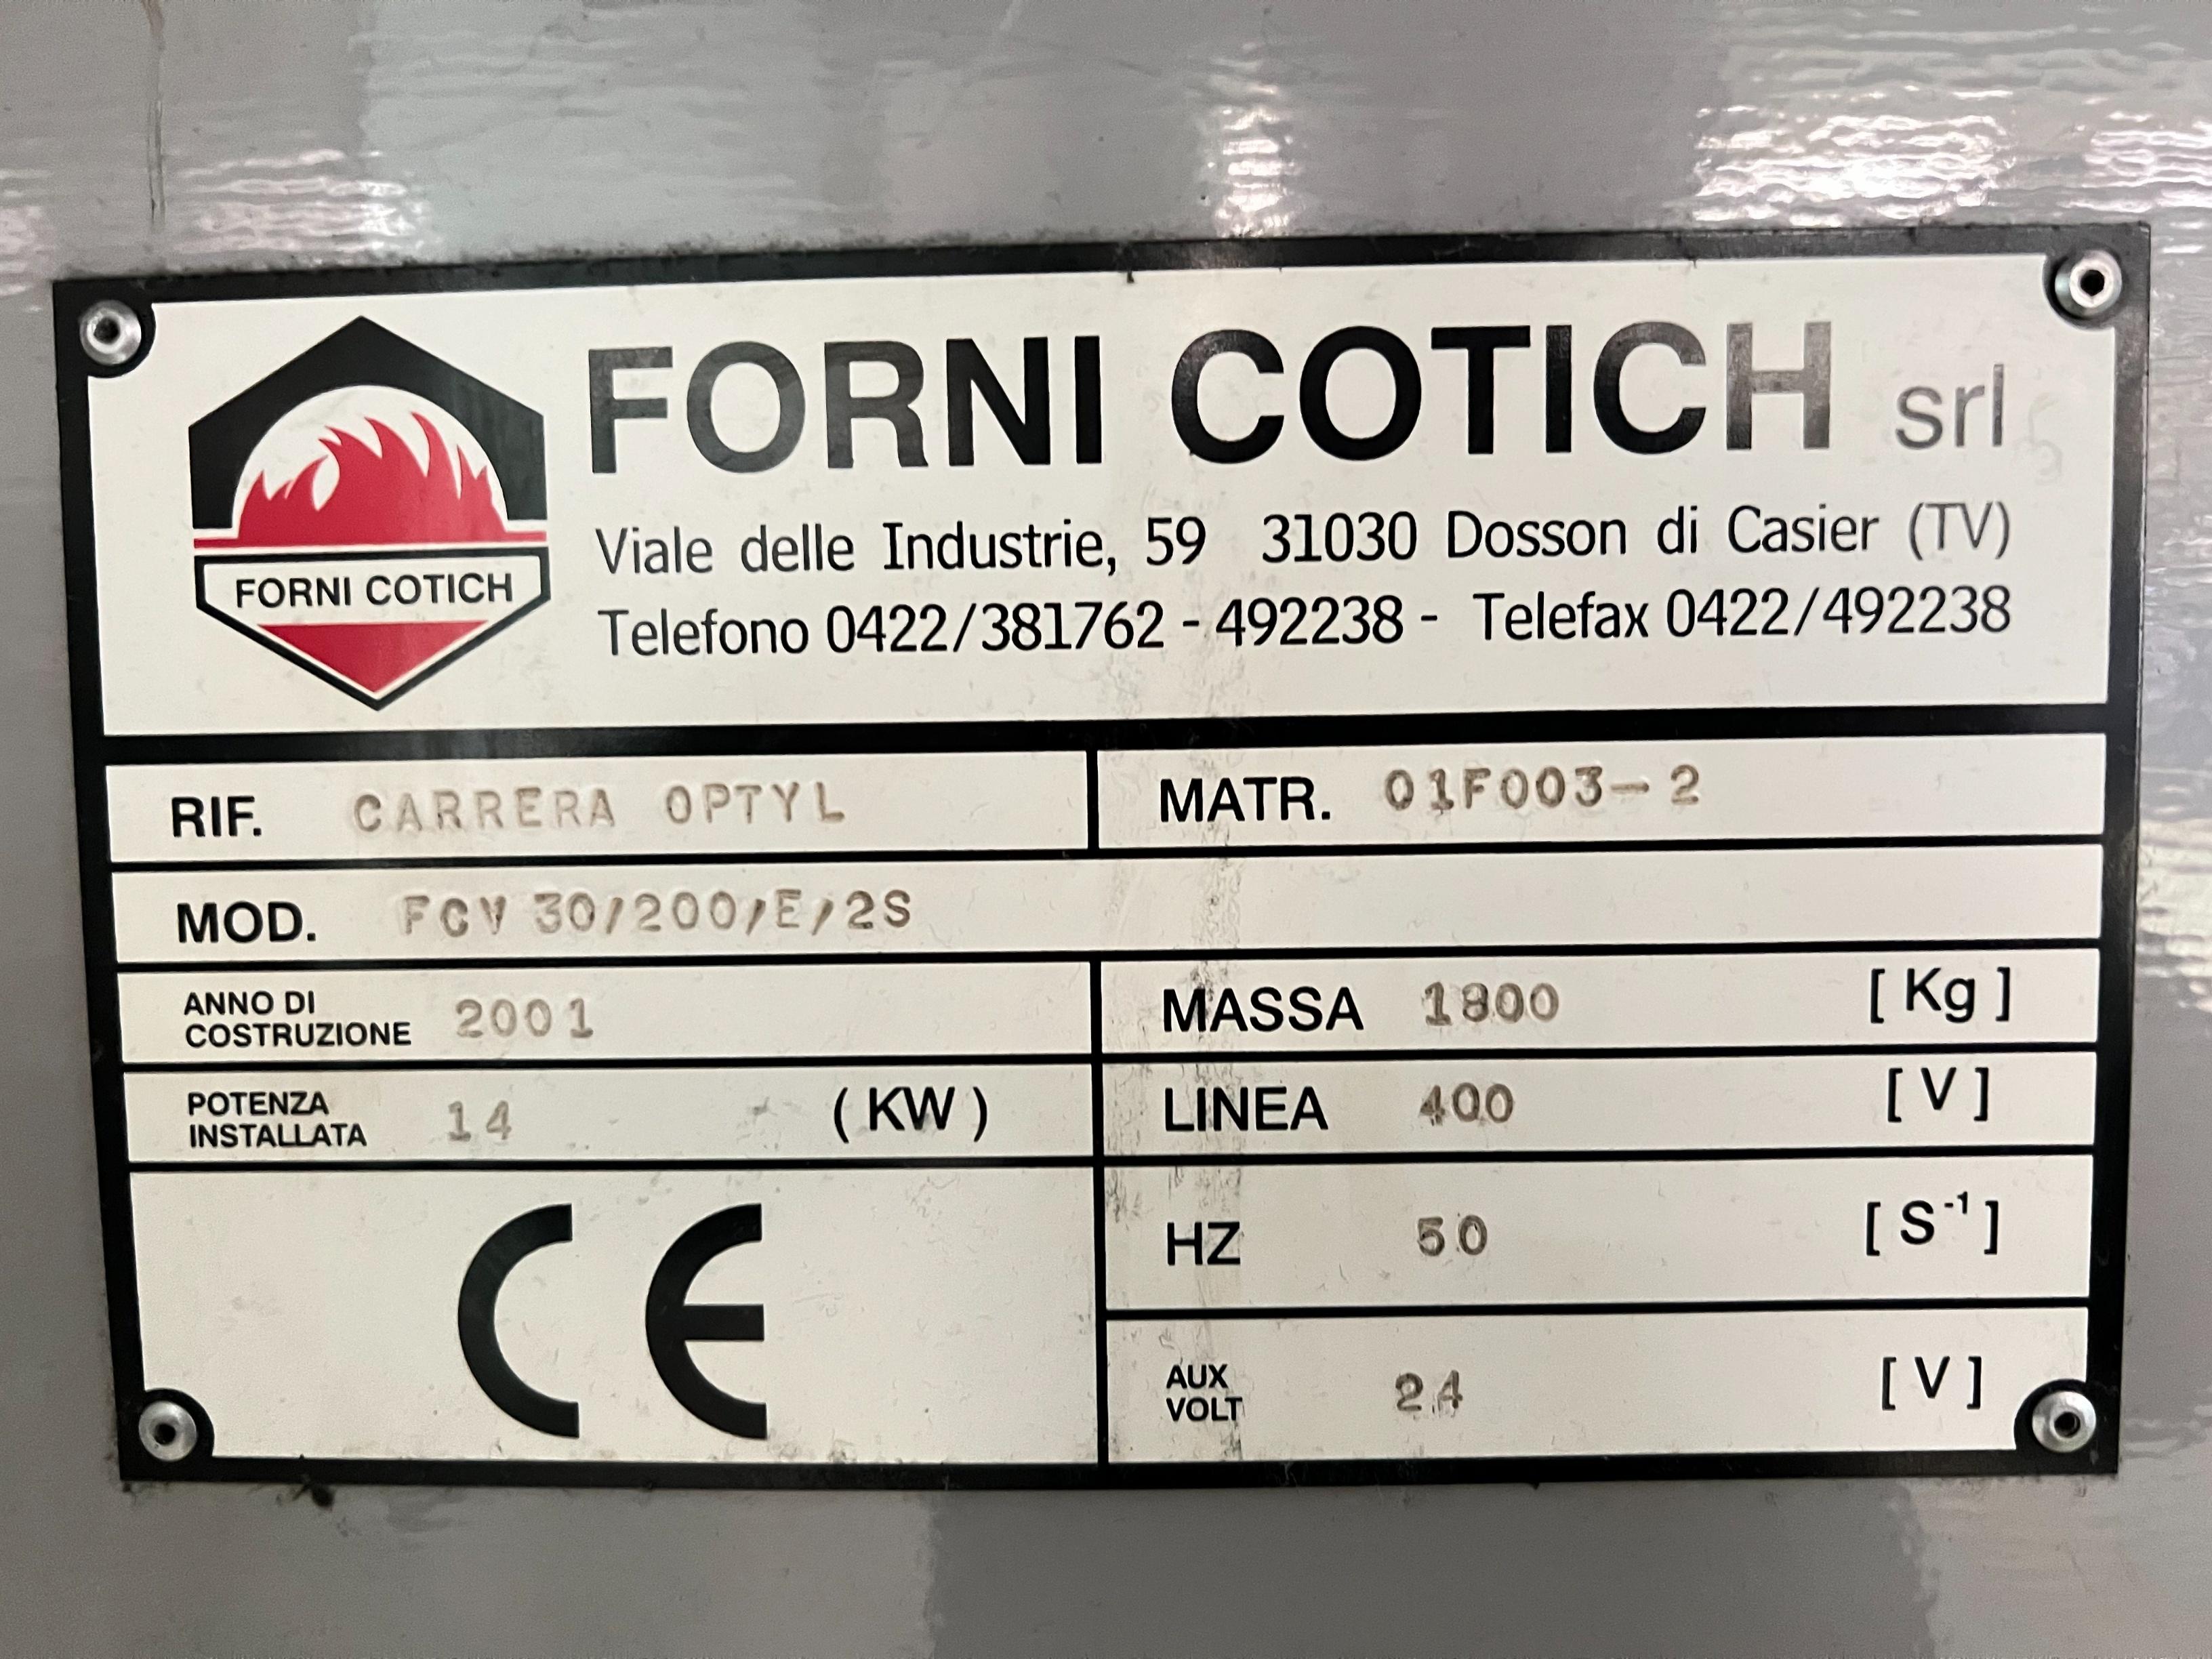 FORNI COTICH srl
FORNI COTICH
Viale delle Industrie, 59 31030 Dosson di Casier (TV)
Telefono 0422/381762 - 492238 - Telefax 0422/492238
RIF. CARRERA OPTYL
MATR. 01F003-2
MOD. FCV 30/200/E/2S
ANNO DI
COSTRUZIONE 2001
MASSA 1800 [Kg]
POTENZA
INSTALLATA 14 (KW)
LINEA 400 [V]
CE
HZ 50 [S⁻¹]
AUX
VOLT 24 [V]